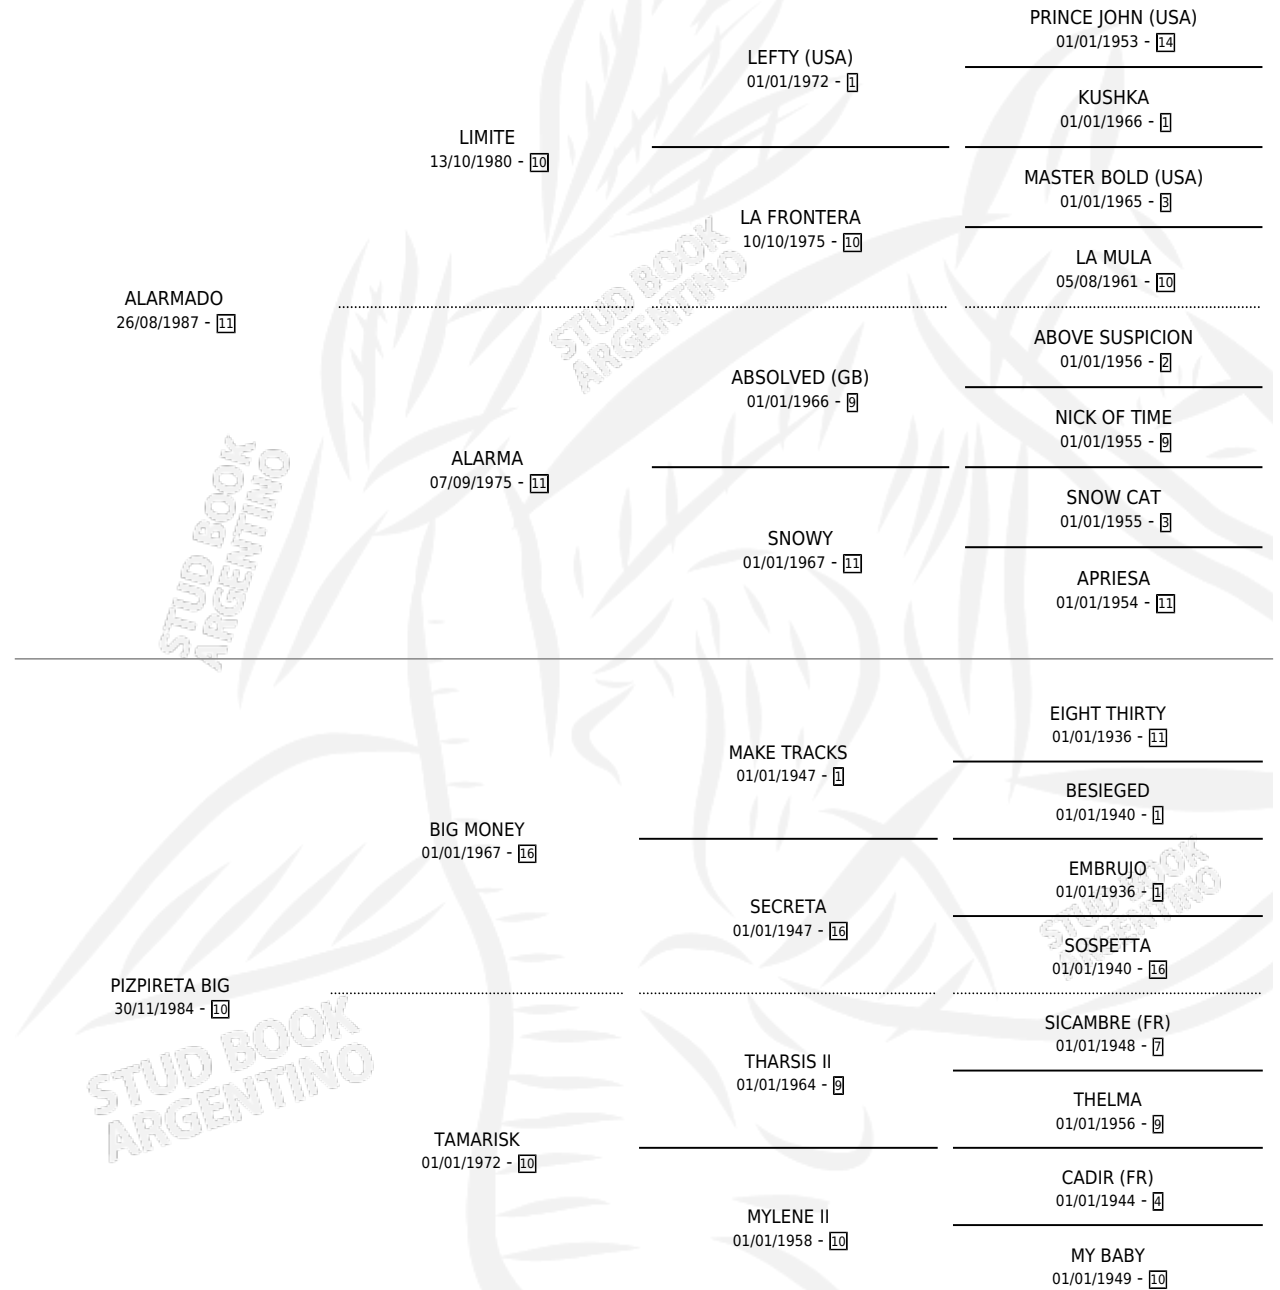 PRINCE JOHN (USA)
01/01/1953 - 14
LEFTY (USA)
01/01/1972 - 1
KUSHKA
01/01/1966 - 1
LIMITE
13/10/1980 - 10
MASTER BOLD (USA)
01/01/1965 - 3
LA FRONTERA
10/10/1975 - 10
LA MULA
05/08/1961 - 10
ALARMADO
26/08/1987 - 11
STUD BOOK
ARGENTINO
ABOVE SUSPICION
01/01/1956 - 2
ABSOLVED (GB)
01/01/1966 - 9
NICK OF TIME
01/01/1955 - 9
ALARMA
07/09/1975 - 11
SNOW CAT
01/01/1955 - 3
SNOWY
01/01/1967 - 11
APRIESA
01/01/1954 - 11
STUD BOOK
ARGENTINO
EIGHT THIRTY
01/01/1936 - 11
MAKE TRACKS
01/01/1947 - 1
BESIEGED
01/01/1940 - 1
BIG MONEY
01/01/1967 - 16
EMBRUJO
01/01/1936 - 1
SECRETA
01/01/1947 - 16
SOSPETTA
01/01/1940 - 16
STUD BOOK
ARGENTINO
PIZPIRETA BIG
30/11/1984 - 10
SICAMBRE (FR)
01/01/1948 - 7
THARSIS II
01/01/1964 - 9
THELMA
01/01/1956 - 9
STUD BOOK
ARGENTINO
TAMARISK
01/01/1972 - 10
CADIR (FR)
01/01/1944 - 4
MYLENE II
01/01/1958 - 10
MY BABY
01/01/1949 - 10